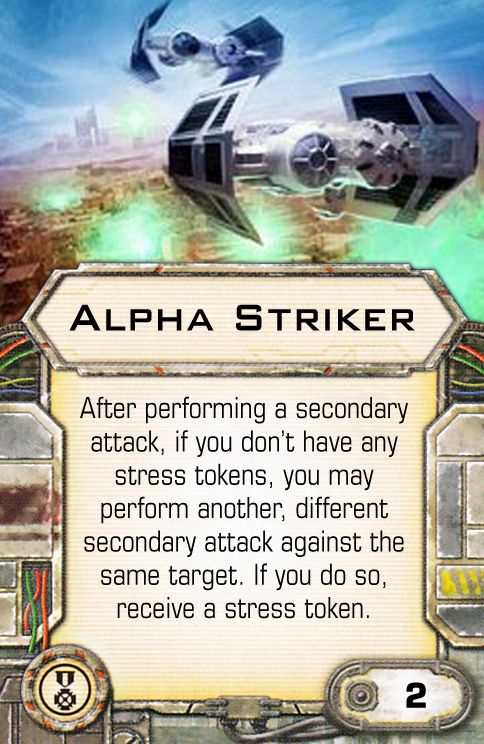 Alpha Striker
After performing a secondary
attack, if you don't have any
stress tokens, you may
perform another, different
secondary attack against the
same target. If you do so,
receive a stress token.
2